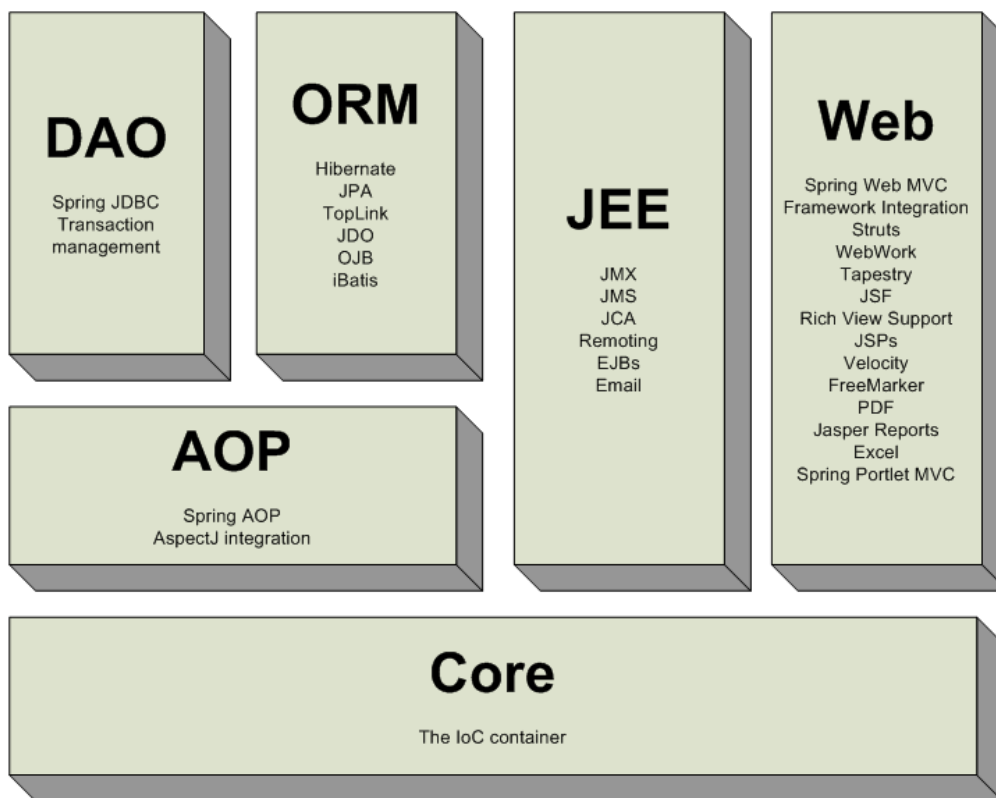 DAO
Spring JDBC
Transaction
management
ORM
Hibernate
JPA
TopLink
JDO
OJB
iBatis
JEE
JMX
JMS
JCA
Remoting
EJBs
Email
Web
Spring Web MVC
Framework Integration
Struts
WebWork
Tapestry
JSF
Rich View Support
JSPs
Velocity
FreeMarker
PDF
Jasper Reports
Excel
Spring Portlet MVC
AOP
Spring AOP
AspectJ integration
Core
The IoC container